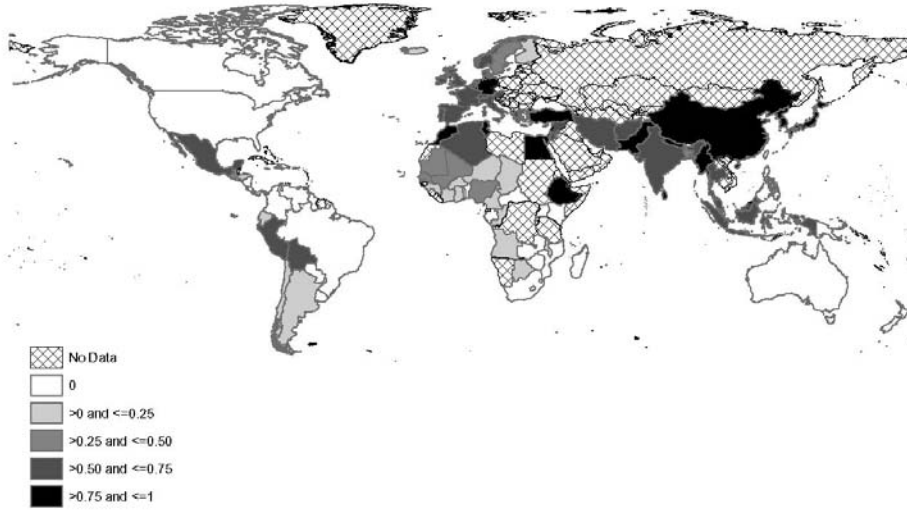 No Data
0
>0 and <=0.25
>0.25 and <=0.50
>0.50 and <=0.75
>0.75 and <=1